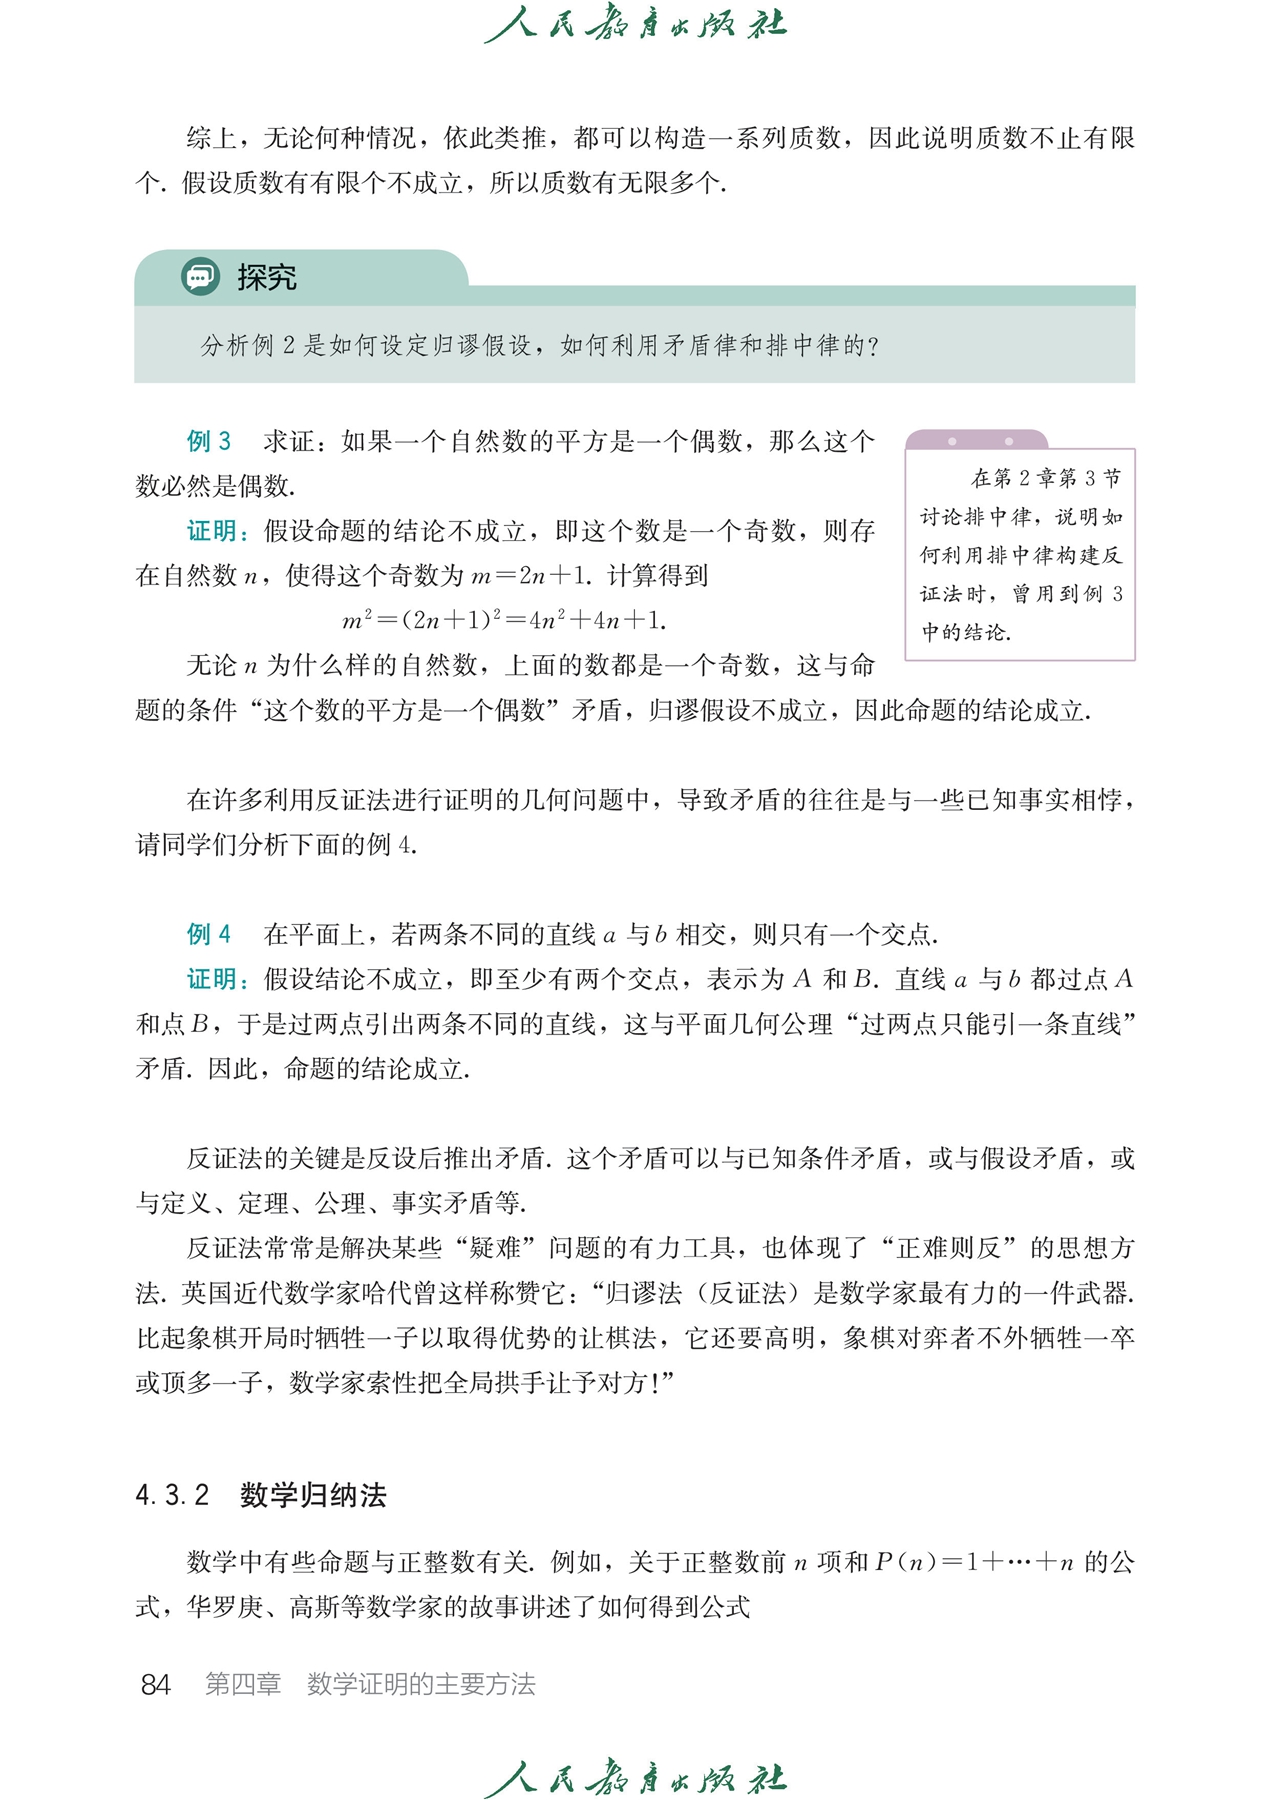 人民教育出版社
综上，无论何种情况，依此类推，都可以构造一系列质数，因此说明质数不止有限
个. 假设质数有有限个不成立，所以质数有无限多个.
探究
分析例 2 是如何设定归谬假设，如何利用矛盾律和排中律的？
例 3 求证：如果一个自然数的平方是一个偶数，那么这个
数必然是偶数.
证明：假设命题的结论不成立，即这个数是一个奇数，则存
在自然数 n，使得这个奇数为 m＝2n＋1. 计算得到
m²＝(2n＋1)²＝4n²＋4n＋1.
无论 n 为什么样的自然数，上面的数都是一个奇数，这与命
题的条件“这个数的平方是一个偶数”矛盾，归谬假设不成立，因此命题的结论成立.
在第 2 章第 3 节
讨论排中律，说明如
何利用排中律构建反
证法时，曾用到例 3
中的结论.
在许多利用反证法进行证明的几何问题中，导致矛盾的往往是与一些已知事实相悖，
请同学们分析下面的例 4.
例 4 在平面上，若两条不同的直线 a 与 b 相交，则只有一个交点.
证明：假设结论不成立，即至少有两个交点，表示为 A 和 B. 直线 a 与 b 都过点 A
和点 B，于是过两点引出两条不同的直线，这与平面几何公理“过两点只能引一条直线”
矛盾. 因此，命题的结论成立.
反证法的关键是反设后推出矛盾. 这个矛盾可以与已知条件矛盾，或与假设矛盾，或
与定义、定理、公理、事实矛盾等.
反证法常常是解决某些“疑难”问题的有力工具，也体现了“正难则反”的思想方
法. 英国近代数学家哈代曾这样称赞它：“归谬法（反证法）是数学家最有力的一件武器.
比起象棋开局时牺牲一子以取得优势的让棋法，它还要高明，象棋对弈者不外牺牲一卒
或顶多一子，数学家索性把全局拱手让予对方！”
4.3.2 数学归纳法
数学中有些命题与正整数有关. 例如，关于正整数前 n 项和 P(n)＝1＋…＋n 的公
式，华罗庚、高斯等数学家的故事讲述了如何得到公式
84 第四章 数学证明的主要方法
人民教育出版社